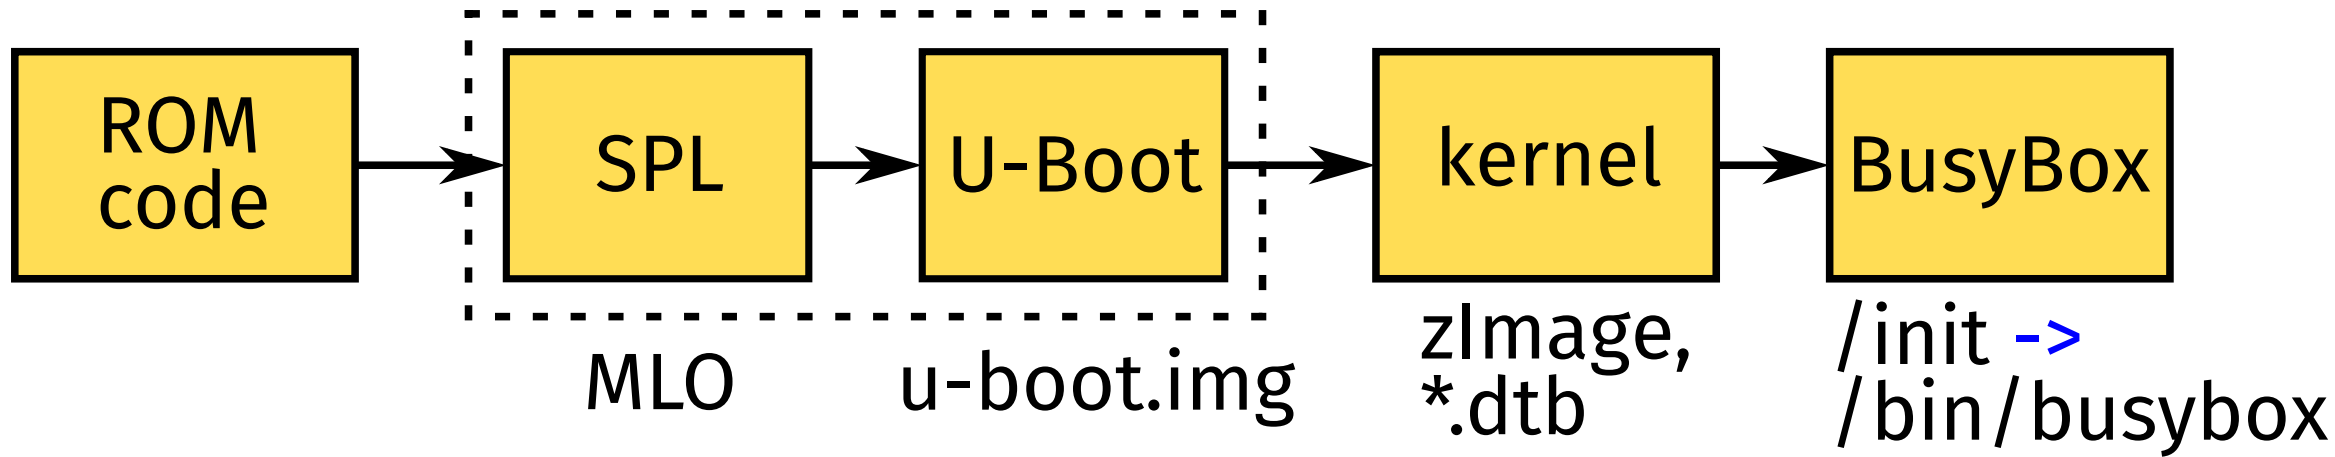 ROM
code
SPL
U-Boot
kernel
BusyBox
MLO
u-boot.img
zImage,
*.dtb
/init ->
/bin/busybox